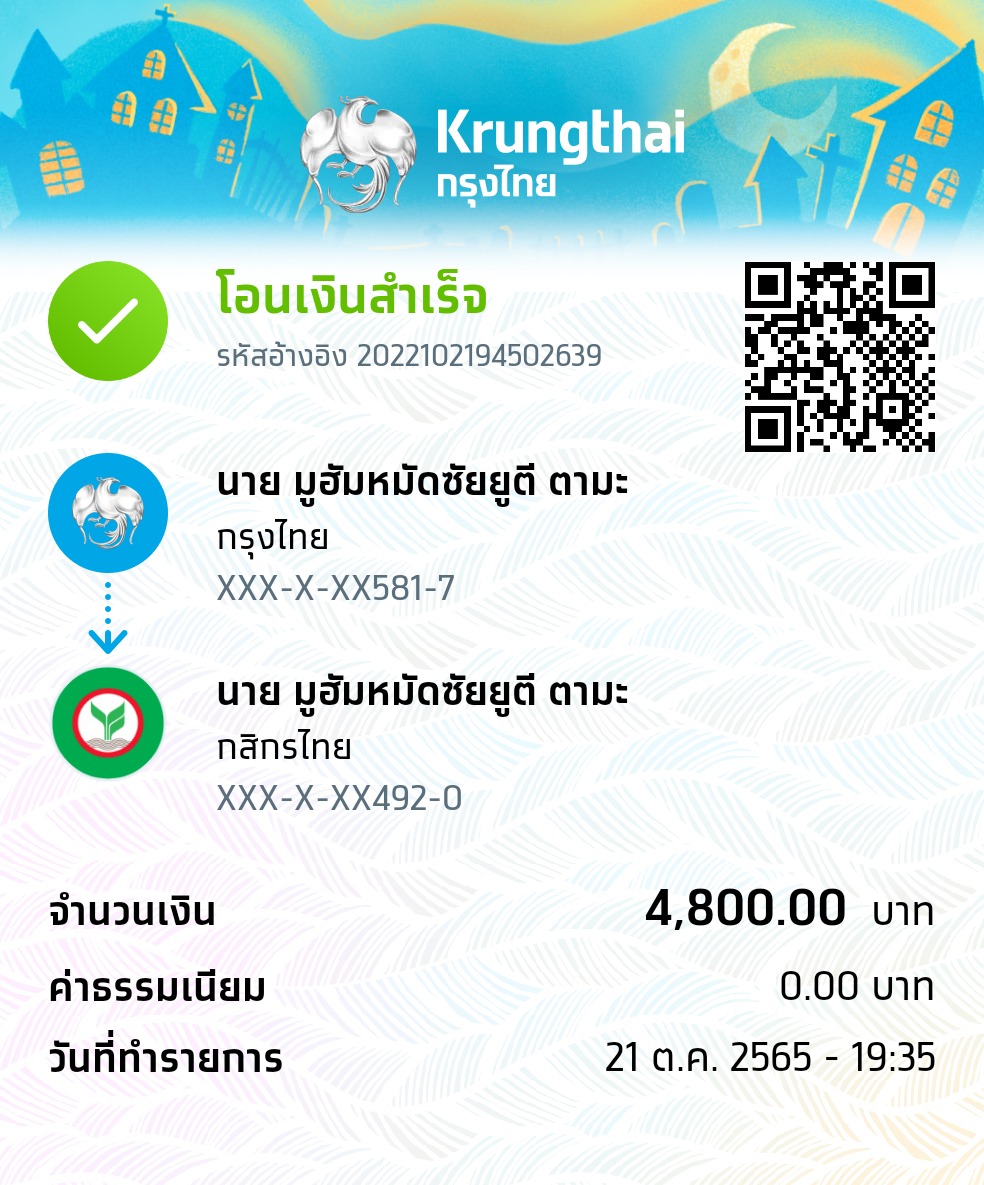 Krungthai
กรุงไทย
โอนเงินสำเร็จ
รหัสอ้างอิง 2022102194502639
นาย มูฮัมหมัดซัยยูตี ตามะ
กรุงไทย
XXX-X-XX581-7
นาย มูฮัมหมัดซัยยูตี ตามะ
กสิกรไทย
XXX-X-XX492-0
จำนวนเงิน 4,800.00 บาท
ค่าธรรมเนียม 0.00 บาท
วันที่ทำรายการ 21 ต.ค. 2565 - 19:35